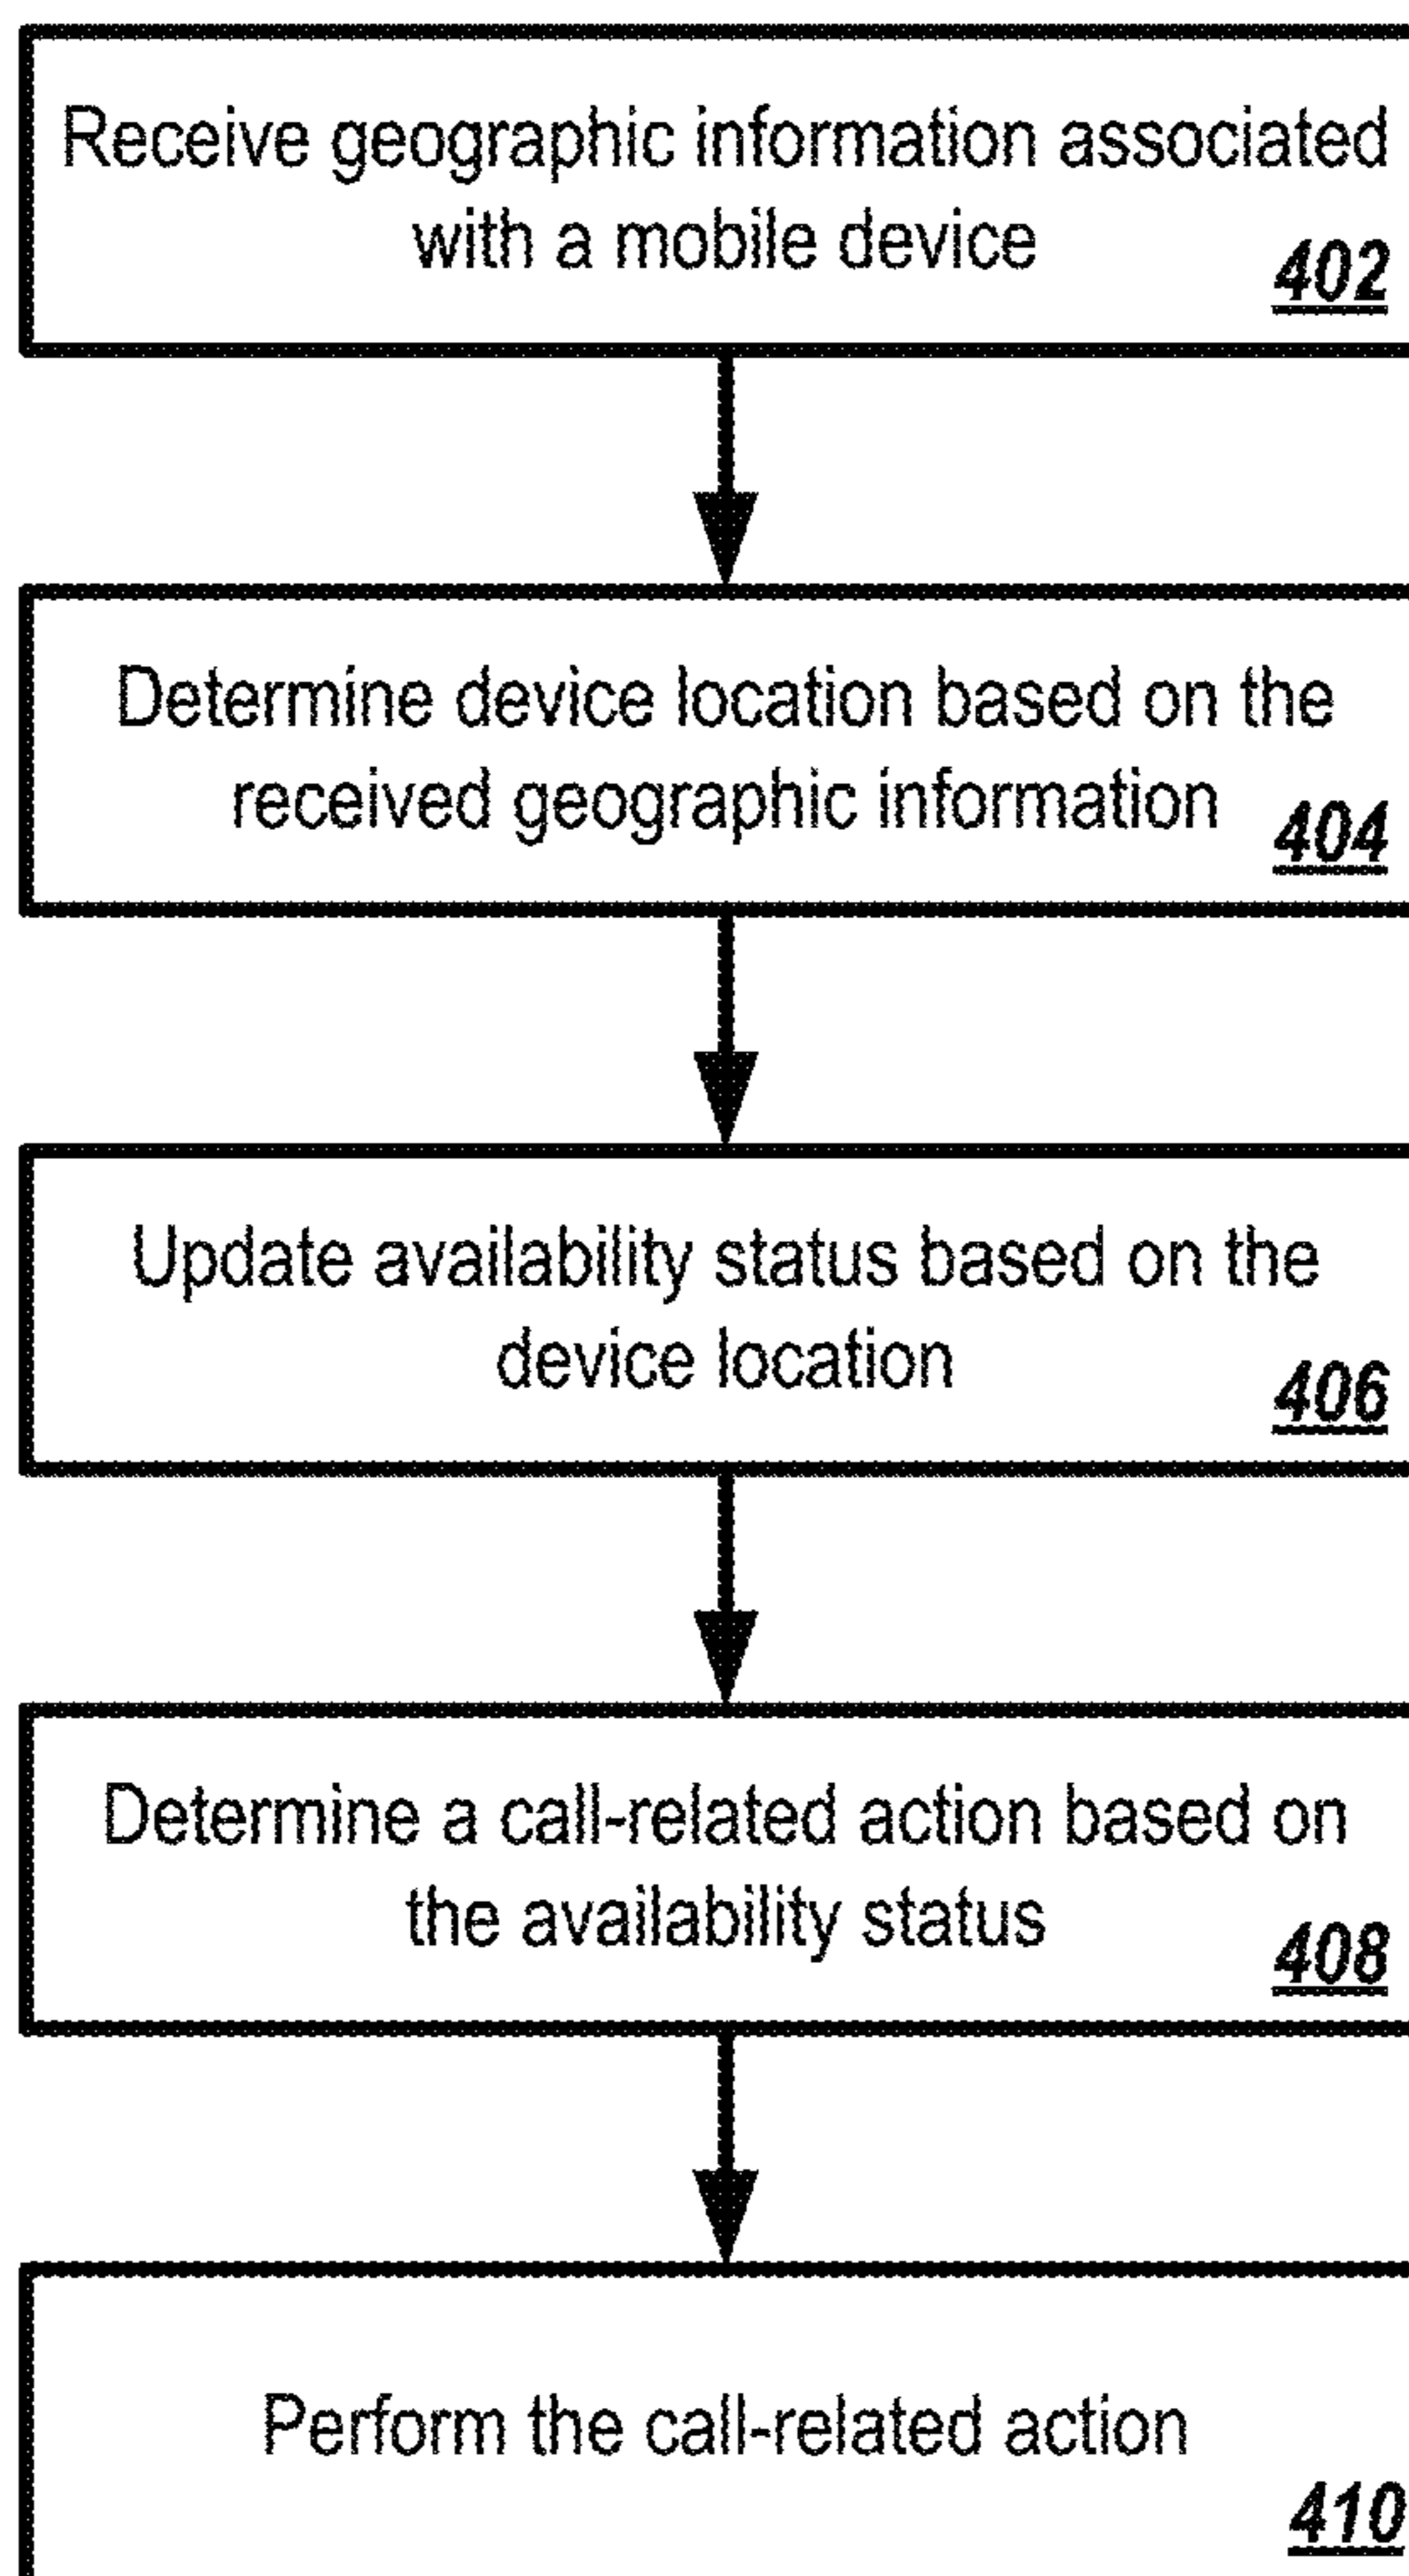 Receive geographic information associated
with a mobile device
402
Determine device location based on the
received geographic information
404
Update availability status based on the
device location
406
Determine a call-related action based on
the availability status
408
Perform the call-related action
410